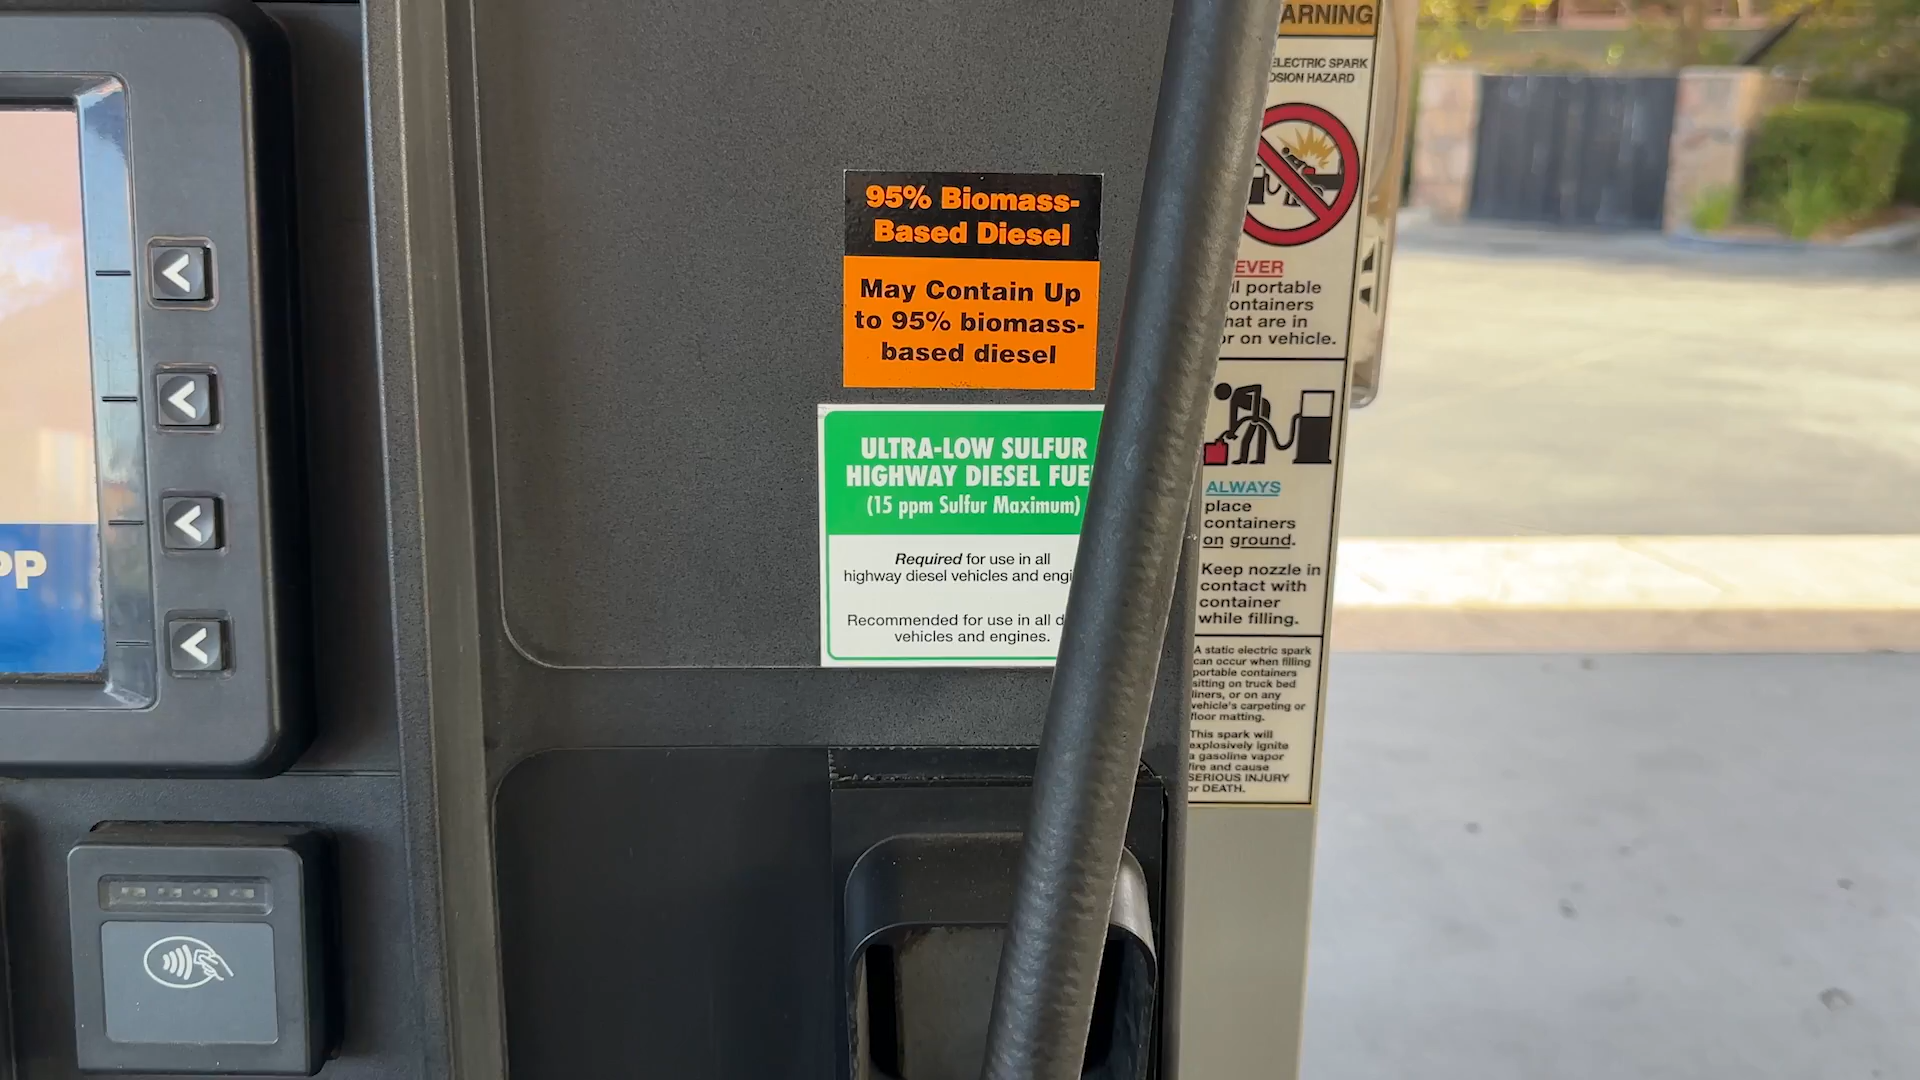 95% Biomass-
Based Diesel
May Contain Up
to 95% biomass-
based diesel
ULTRA-LOW SULFUR
HIGHWAY DIESEL FUE
(15 ppm Sulfur Maximum)
Required for use in all
highway diesel vehicles and engi
Recommended for use in all d
vehicles and engines.
ARNING
ELECTRIC SPARK
OSION HAZARD
EVER
ll portable
ontainers
hat are in
or on vehicle.
ALWAYS
place
containers
on ground.
Keep nozzle in
contact with
container
while filling.
A static electric spark
can occur when filling
portable containers
sitting on truck bed
liners, or on any
vehicle's carpeting or
floor matting.
This spark will
explosively ignite
a gasoline vapor
fire and cause
SERIOUS INJURY
or DEATH.
PP